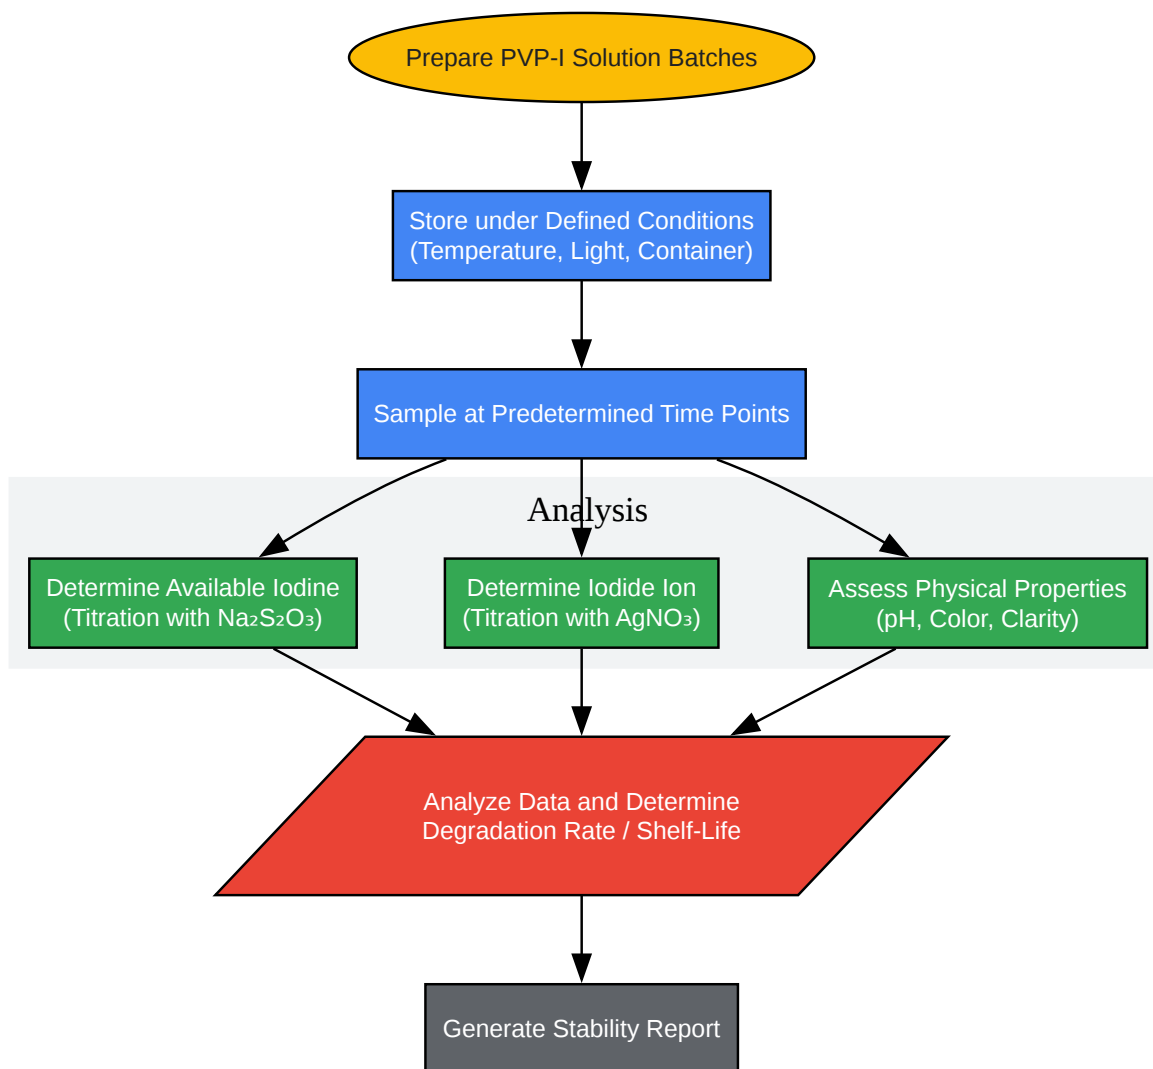 Prepare PVP-I Solution Batches
Store under Defined Conditions
(Temperature, Light, Container)
Sample at Predetermined Time Points
Analysis
Determine Available Iodine
(Titration with Na₂S₂O₃)
Determine Iodide Ion
(Titration with AgNO₃)
Assess Physical Properties
(pH, Color, Clarity)
Analyze Data and Determine
Degradation Rate / Shelf-Life
Generate Stability Report